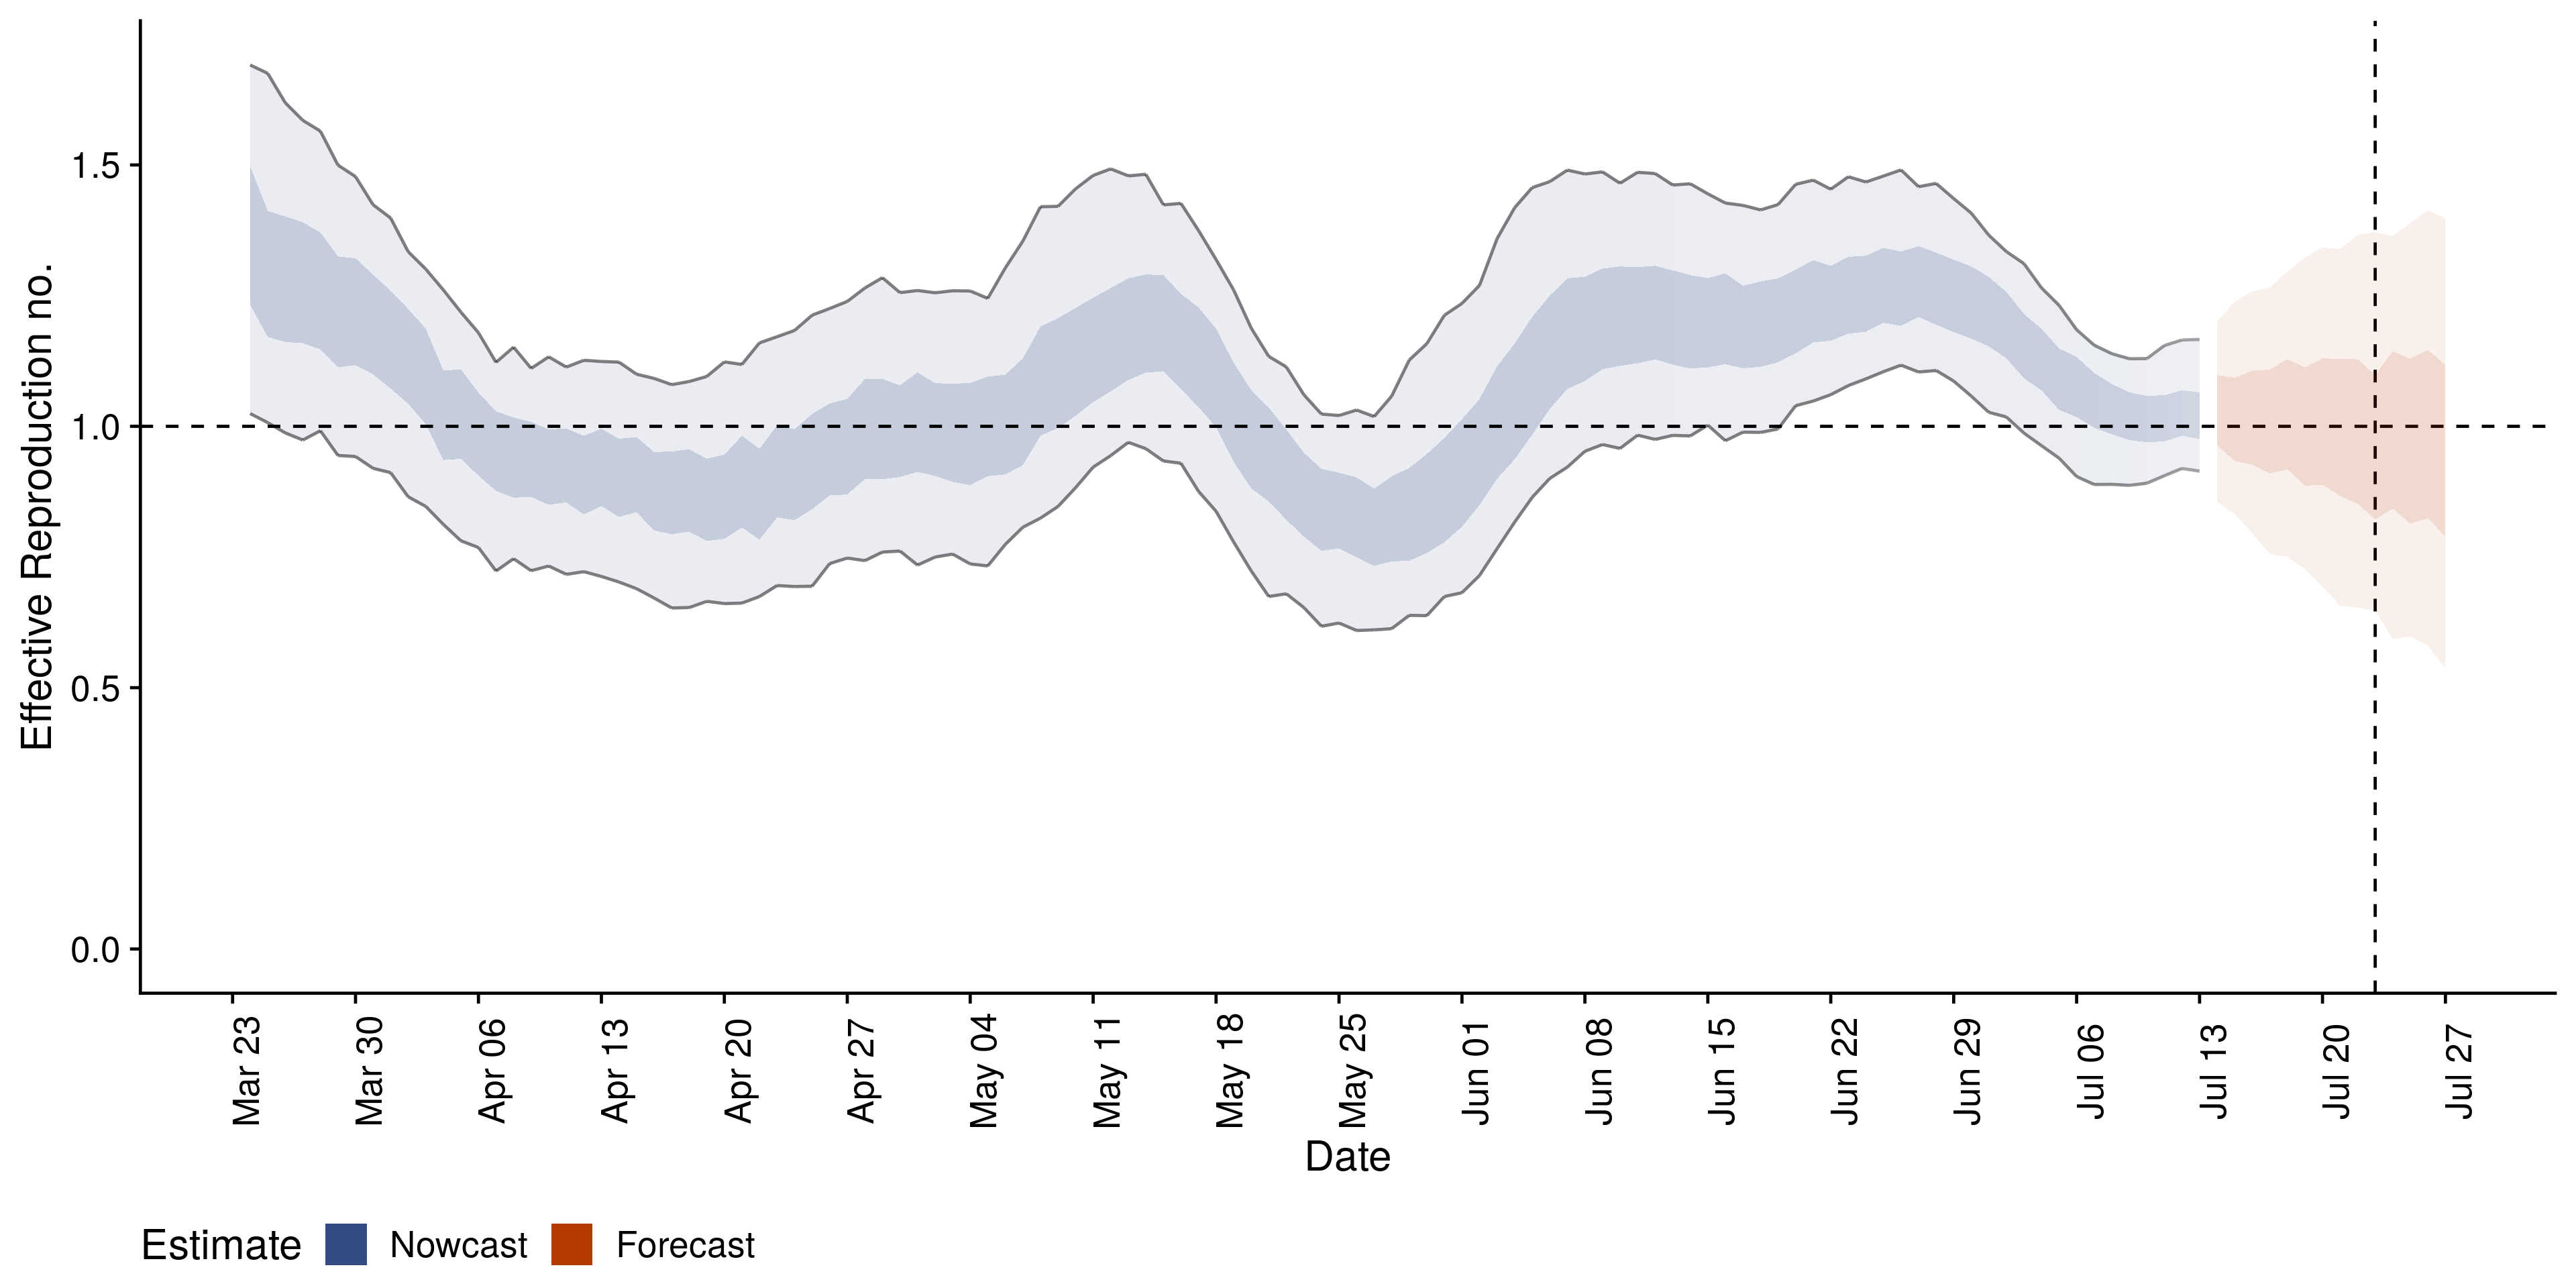 Effective Reproduction no.
1.5
1.0
0.5
0.0
Mar 23
Mar 30
Apr 06
Apr 13
Apr 20
Apr 27
May 04
May 11
May 18
May 25
Jun 01
Jun 08
Jun 15
Jun 22
Jun 29
Jul 06
Jul 13
Jul 20
Jul 27
Date
Estimate Nowcast Forecast